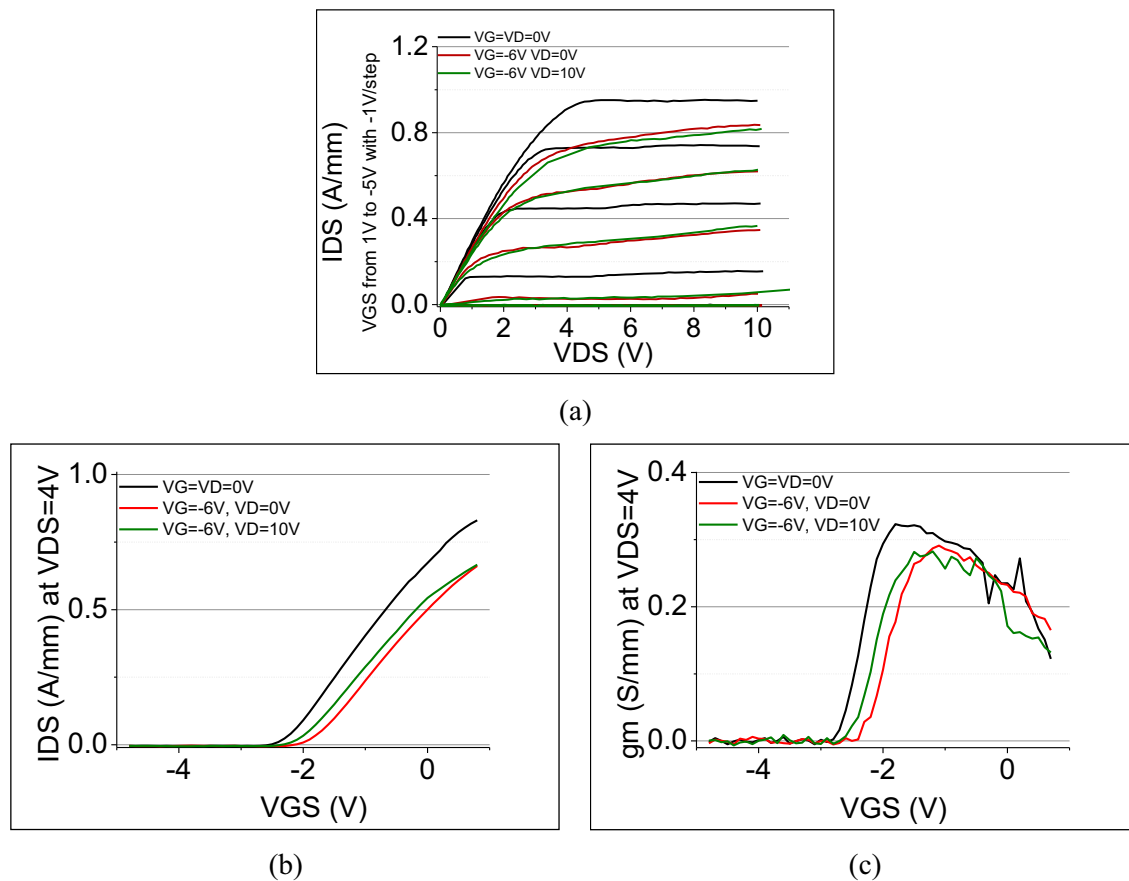 VG=VD=0V
VG=-6V VD=0V
VG=-6V VD=10V
IDS (A/mm)
VGS from 1V to -5V with -1V/step
1.2
0.8
0.4
0.0
0 2 4 6 8 10
VDS (V)
(a)
IDS (A/mm) at VDS=4V
1.0
0.5
0.0
VG=VD=0V
VG=-6V, VD=0V
VG=-6V, VD=10V
-4 -2 0
VGS (V)
(b)
gm (S/mm) at VDS=4V
0.4
0.2
0.0
VG=VD=0V
VG=-6V, VD=0V
VG=-6V, VD=10V
-4 -2 0
VGS (V)
(c)